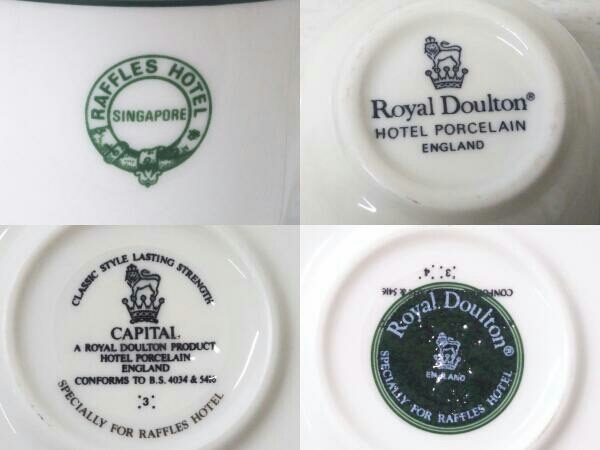 RAFFLES HOTEL
SINGAPORE
Royal Doulton®
HOTEL PORCELAIN
ENGLAND
CLASSIC STYLE LASTING STRENGTH
CAPITAL
A ROYAL DOULTON PRODUCT
HOTEL PORCELAIN
ENGLAND
CONFORMS TO B.S. 4034 & 5416
:3:
SPECIALLY FOR RAFFLES HOTEL
Royal Doulton®
ENGLAND
SPECIALLY FOR RAFFLES HOTEL